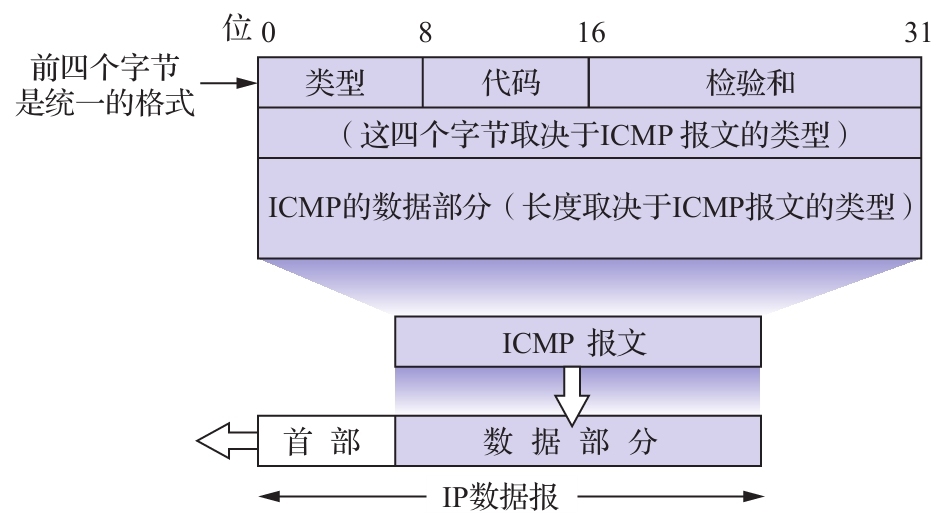 位 0 8 16 31
前四个字节
是统一的格式
类型 代码 检验和
（这四个字节取决于ICMP 报文的类型）
ICMP的数据部分（长度取决于ICMP报文的类型）
ICMP 报文
首 部 数 据 部 分
IP数据报